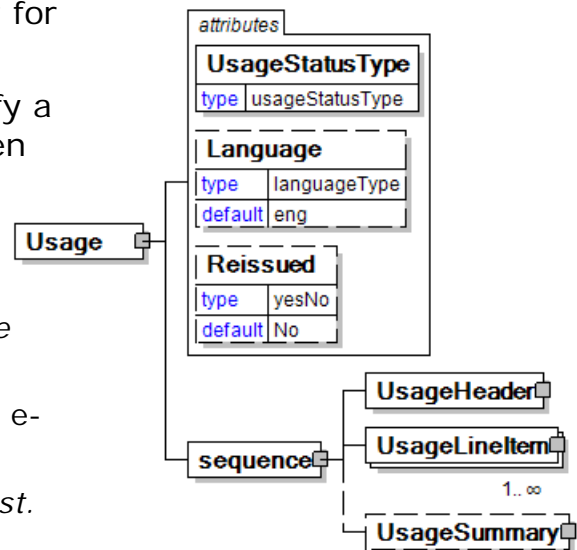 for
fy a
en
e
e-
st.
attributes
UsageStatusType
type usageStatusType
Language
type languageType
default eng
Reissued
type yesNo
default No
Usage
sequence
UsageHeader
UsageLineItem
1.. ∞
UsageSummary